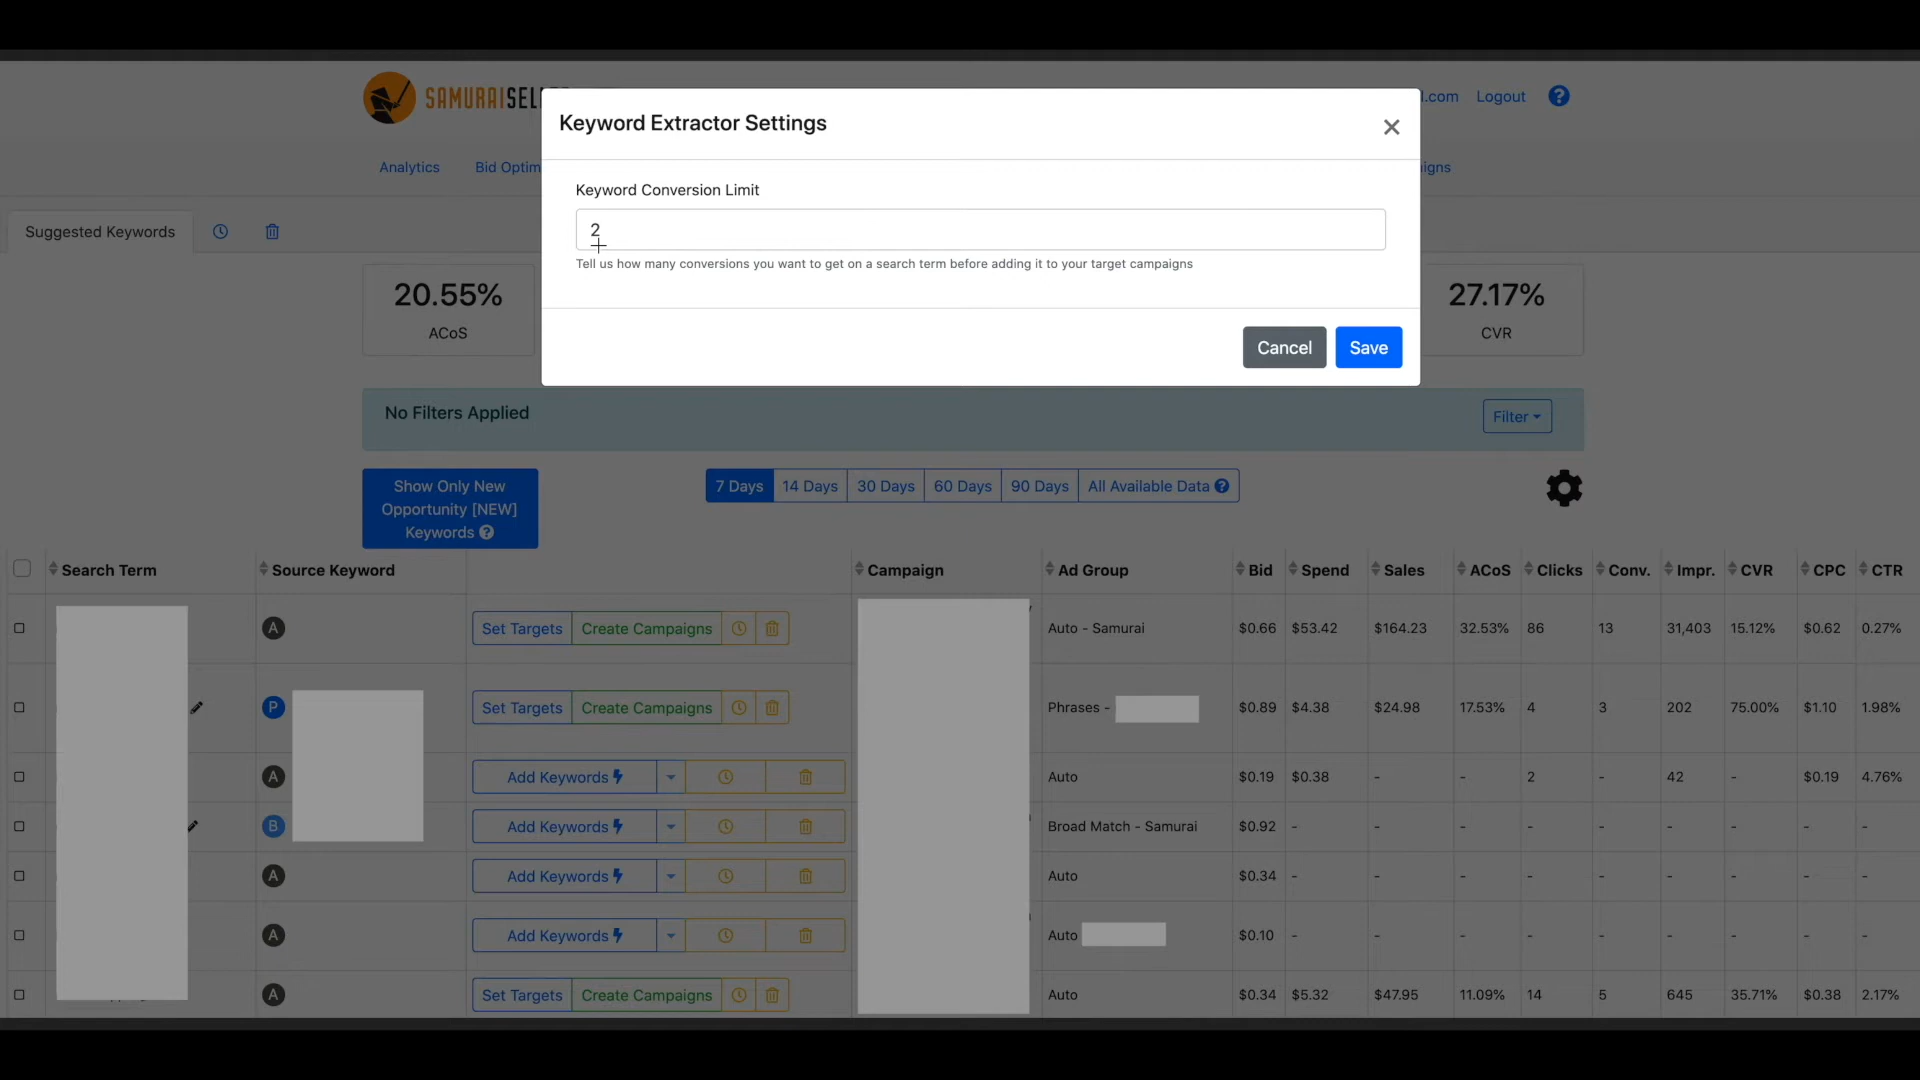 SAMURAISELL
.com Logout ?
Keyword Extractor Settings
Analytics Bid Optim igns
Keyword Conversion Limit
Suggested Keywords
2
Tell us how many conversions you want to get on a search term before adding it to your target campaigns
20.55%
ACoS
27.17%
CVR
Cancel Save
No Filters Applied
Filter
Show Only New
Opportunity [NEW]
Keywords ?
7 Days 14 Days 30 Days 60 Days 90 Days All Available Data ?
Search Term Source Keyword Campaign Ad Group Bid Spend Sales ACoS Clicks Conv. Impr. CVR CPC CTR
A Set Targets Create Campaigns Auto - Samurai $0.66 $53.42 $164.23 32.53% 86 13 31,403 15.12% $0.62 0.27%
P Set Targets Create Campaigns Phrases - $0.89 $4.38 $24.98 17.53% 4 3 202 75.00% $1.10 1.98%
A Add Keywords Auto $0.19 $0.38 - - 2 - 42 - $0.19 4.76%
B Add Keywords Broad Match - Samurai $0.92 - - - - - - - - -
A Add Keywords Auto $0.34 - - - - - - - - -
A Add Keywords Auto $0.10 - - - - - - - - -
A Set Targets Create Campaigns Auto $0.34 $5.32 $47.95 11.09% 14 5 645 35.71% $0.38 2.17%